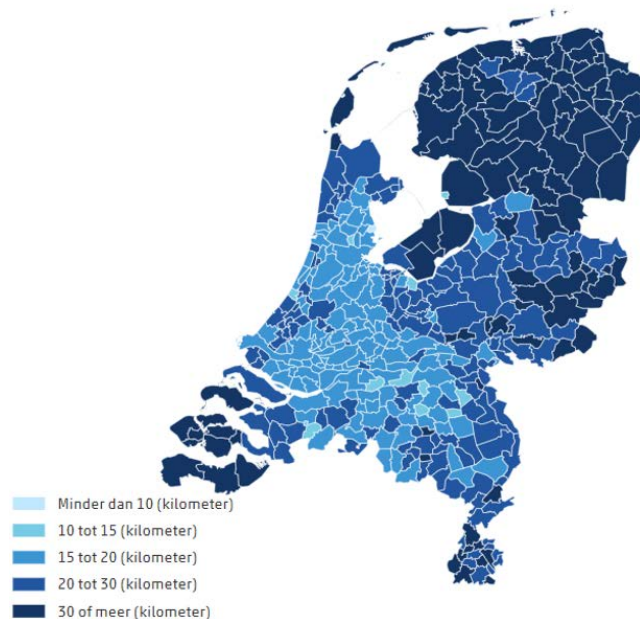 Minder dan 10 (kilometer)
10 tot 15 (kilometer)
15 tot 20 (kilometer)
20 tot 30 (kilometer)
30 of meer (kilometer)